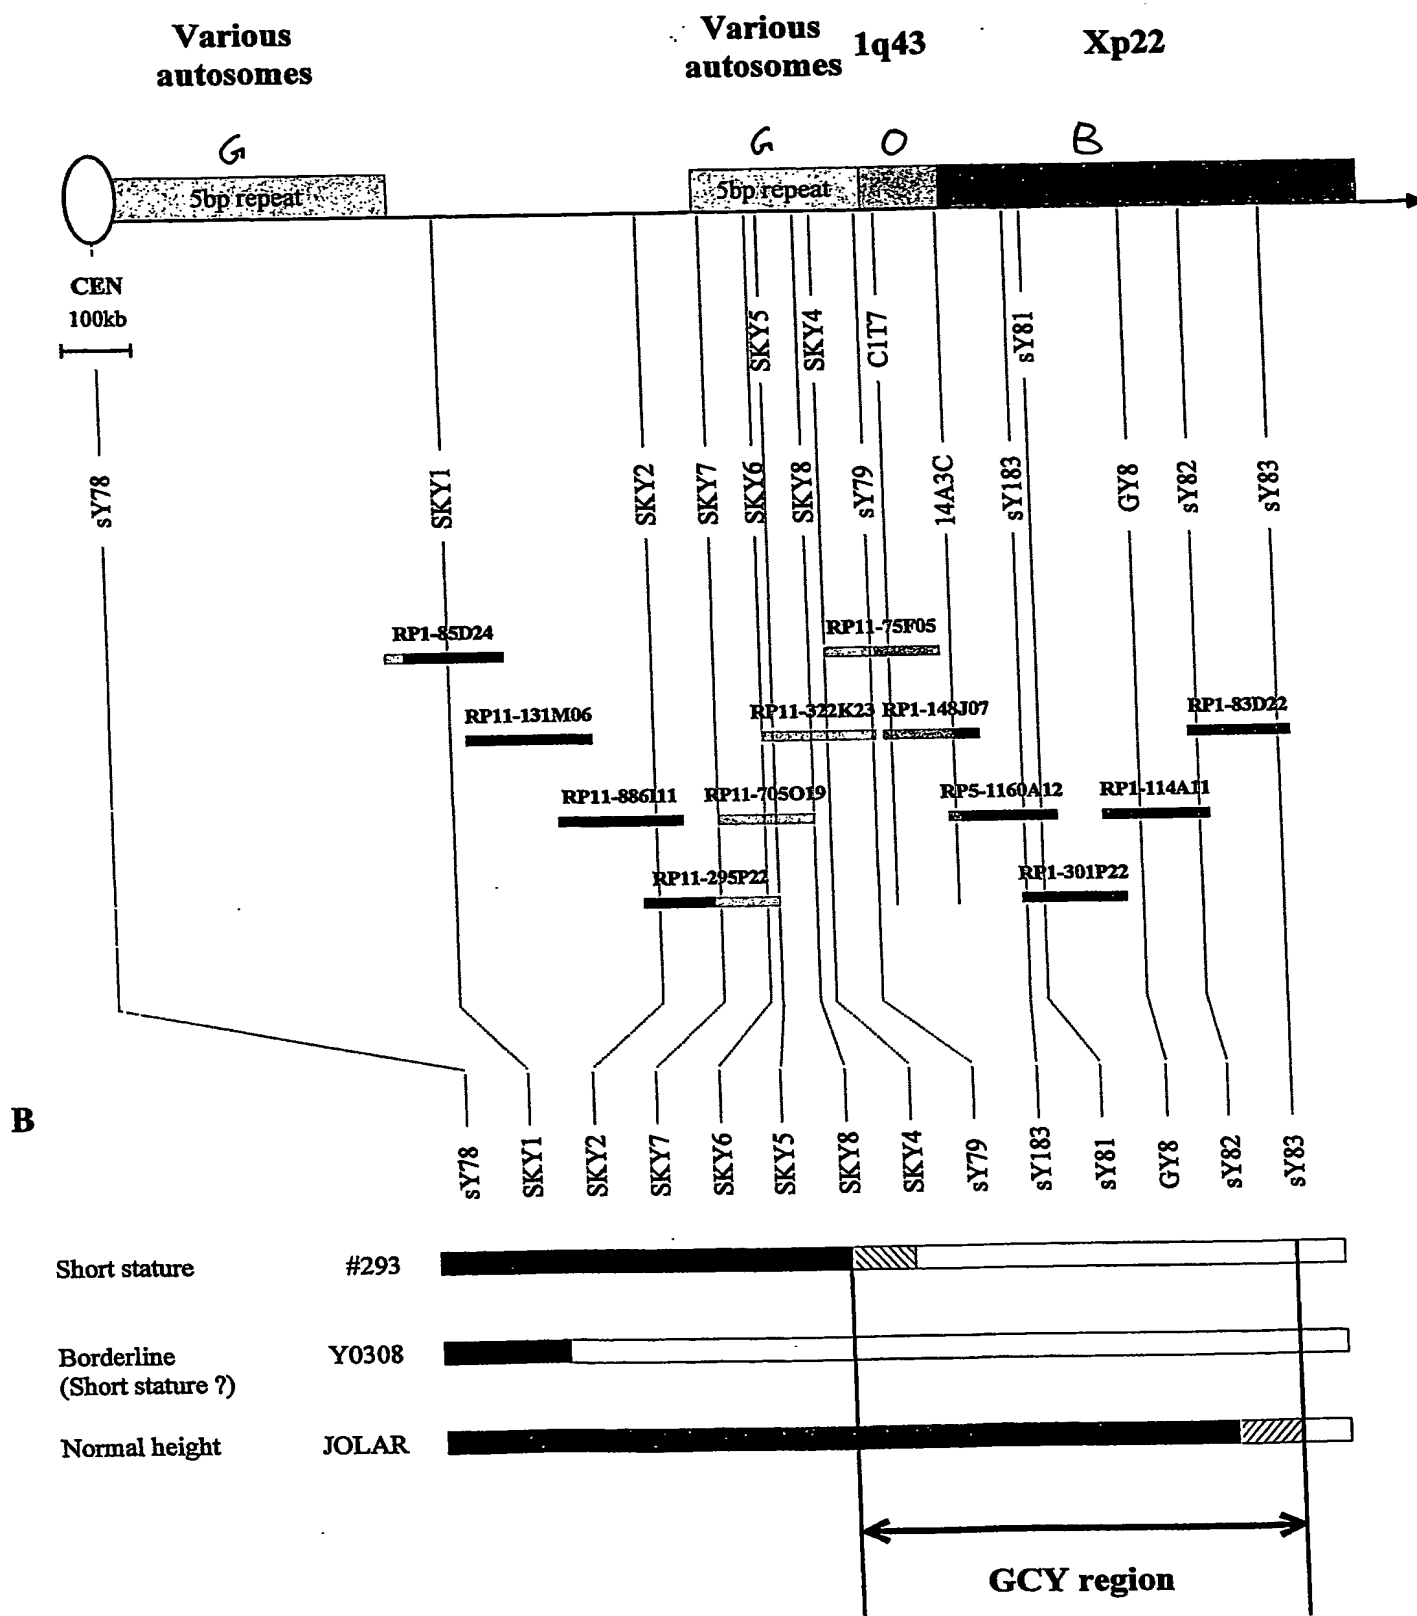 Various
autosomes
Various
autosomes
1q43
Xp22
G
G
O
B
5bp repeat
5bp repeat
CEN
100kb
SKY5
SKY4
C1T7
sY81
sY78
SKY1
SKY2
SKY7
SKY6
SKY8
sY79
14A3C
sY183
GY8
sY82
sY83
RP1-85D24
RP11-75F05
RP11-131M06
RP11-322K23
RP1-148J07
RP1-83D22
RP11-886I11
RP11-705O19
RP5-1160A12
RP1-114A11
RP11-295P22
RP1-301P22
B
sY78
SKY1
SKY2
SKY7
SKY6
SKY5
SKY8
SKY4
sY79
sY183
sY81
GY8
sY82
sY83
Short stature #293
Borderline Y0308
(Short stature ?)
Normal height JOLAR
GCY region